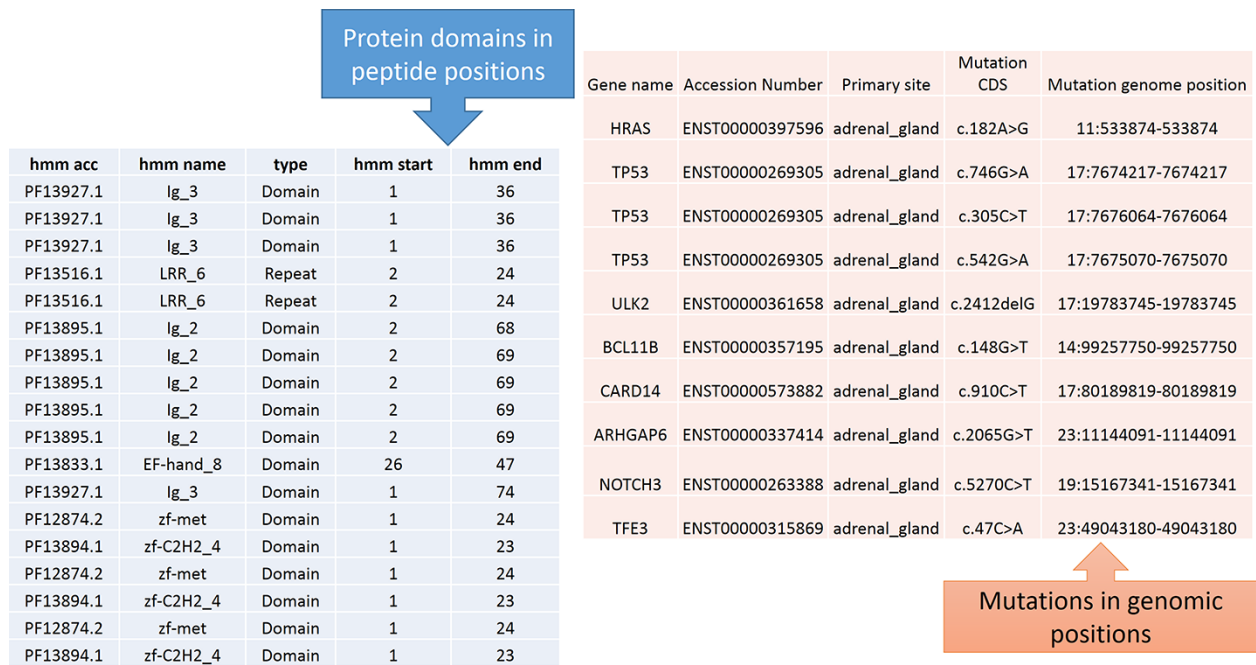 Protein domains in
peptide positions
hmm acc hmm name type hmm start hmm end
PF13927.1 Ig_3 Domain 1 36
PF13927.1 Ig_3 Domain 1 36
PF13927.1 Ig_3 Domain 1 36
PF13516.1 LRR_6 Repeat 2 24
PF13516.1 LRR_6 Repeat 2 24
PF13895.1 Ig_2 Domain 2 68
PF13895.1 Ig_2 Domain 2 69
PF13895.1 Ig_2 Domain 2 69
PF13895.1 Ig_2 Domain 2 69
PF13895.1 Ig_2 Domain 2 69
PF13833.1 EF-hand_8 Domain 26 47
PF13927.1 Ig_3 Domain 1 74
PF12874.2 zf-met Domain 1 24
PF13894.1 zf-C2H2_4 Domain 1 23
PF12874.2 zf-met Domain 1 24
PF13894.1 zf-C2H2_4 Domain 1 23
PF12874.2 zf-met Domain 1 24
PF13894.1 zf-C2H2_4 Domain 1 23
Gene name Accession Number Primary site Mutation CDS Mutation genome position
HRAS ENST00000397596 adrenal_gland c.182A>G 11:533874-533874
TP53 ENST00000269305 adrenal_gland c.746G>A 17:7674217-7674217
TP53 ENST00000269305 adrenal_gland c.305C>T 17:7676064-7676064
TP53 ENST00000269305 adrenal_gland c.542G>A 17:7675070-7675070
ULK2 ENST00000361658 adrenal_gland c.2412delG 17:19783745-19783745
BCL11B ENST00000357195 adrenal_gland c.148G>T 14:99257750-99257750
CARD14 ENST00000573882 adrenal_gland c.910C>T 17:80189819-80189819
ARHGAP6 ENST00000337414 adrenal_gland c.2065G>T 23:11144091-11144091
NOTCH3 ENST00000263388 adrenal_gland c.5270C>T 19:15167341-15167341
TFE3 ENST00000315869 adrenal_gland c.47C>A 23:49043180-49043180
Mutations in genomic
positions